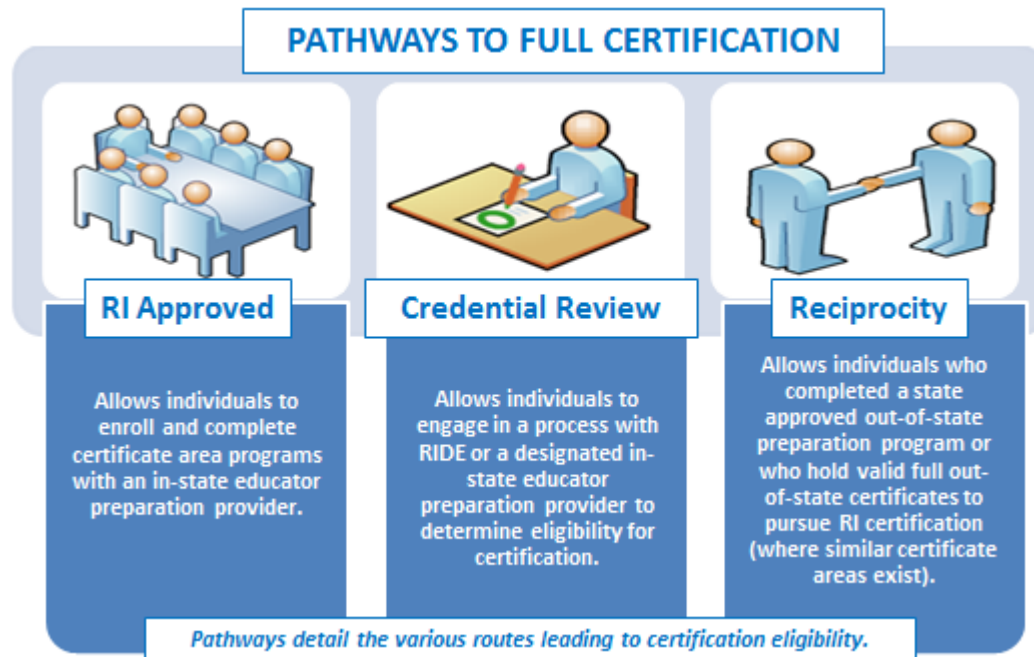 PATHWAYS TO FULL CERTIFICATION
RI Approved
Allows individuals to
enroll and complete
certificate area programs
with an in-state educator
preparation provider.
Credential Review
Allows individuals to
engage in a process with
RIDE or a designated in-
state educator
preparation provider to
determine eligibility for
certification.
Reciprocity
Allows individuals who
completed a state
approved out-of-state
preparation program or
who hold valid full out-
of-state certificates to
pursue RI certification
(where similar certificate
areas exist).
Pathways detail the various routes leading to certification eligibility.